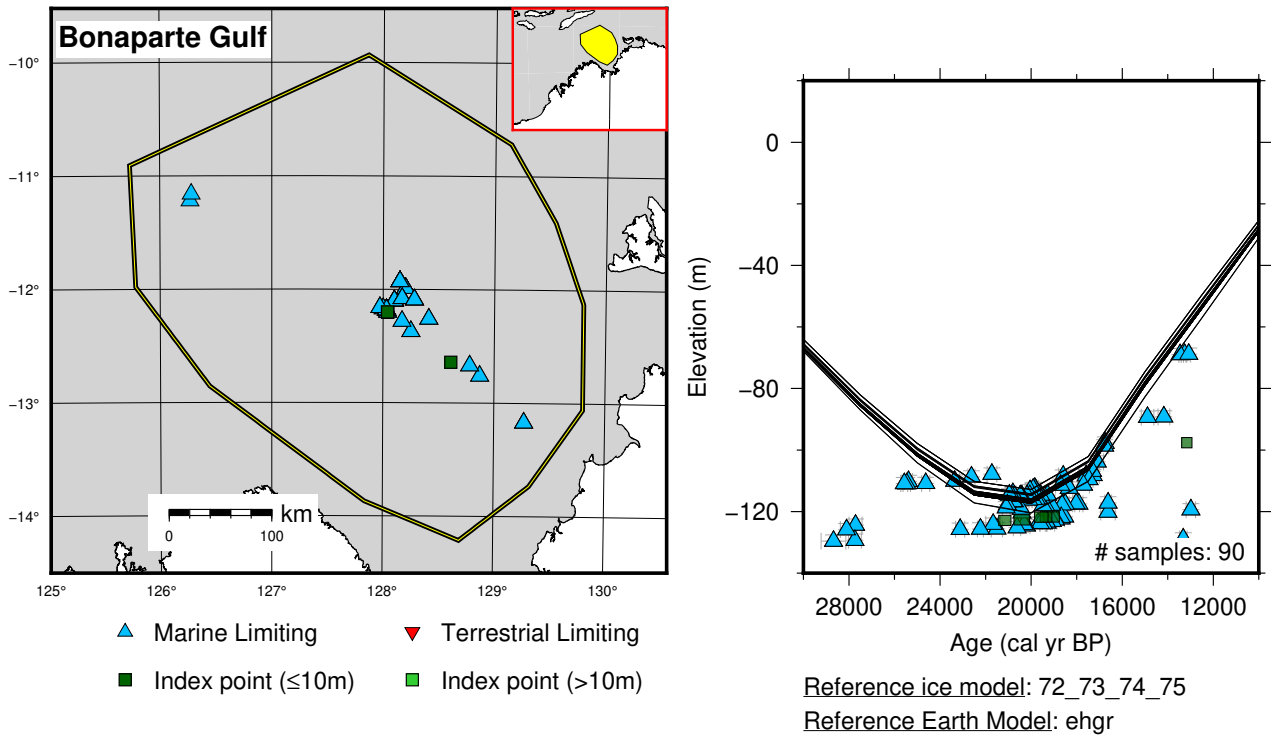 Bonaparte Gulf
−10°
−11°
−12°
−13°
−14°
125°
126°
127°
128°
129°
130°
km
0
100
Marine Limiting
Terrestrial Limiting
Index point (≤10m)
Index point (>10m)
0
−40
−80
−120
Elevation (m)
# samples: 90
28000
24000
20000
16000
12000
Age (cal yr BP)
Reference ice model: 72_73_74_75
Reference Earth Model: ehgr